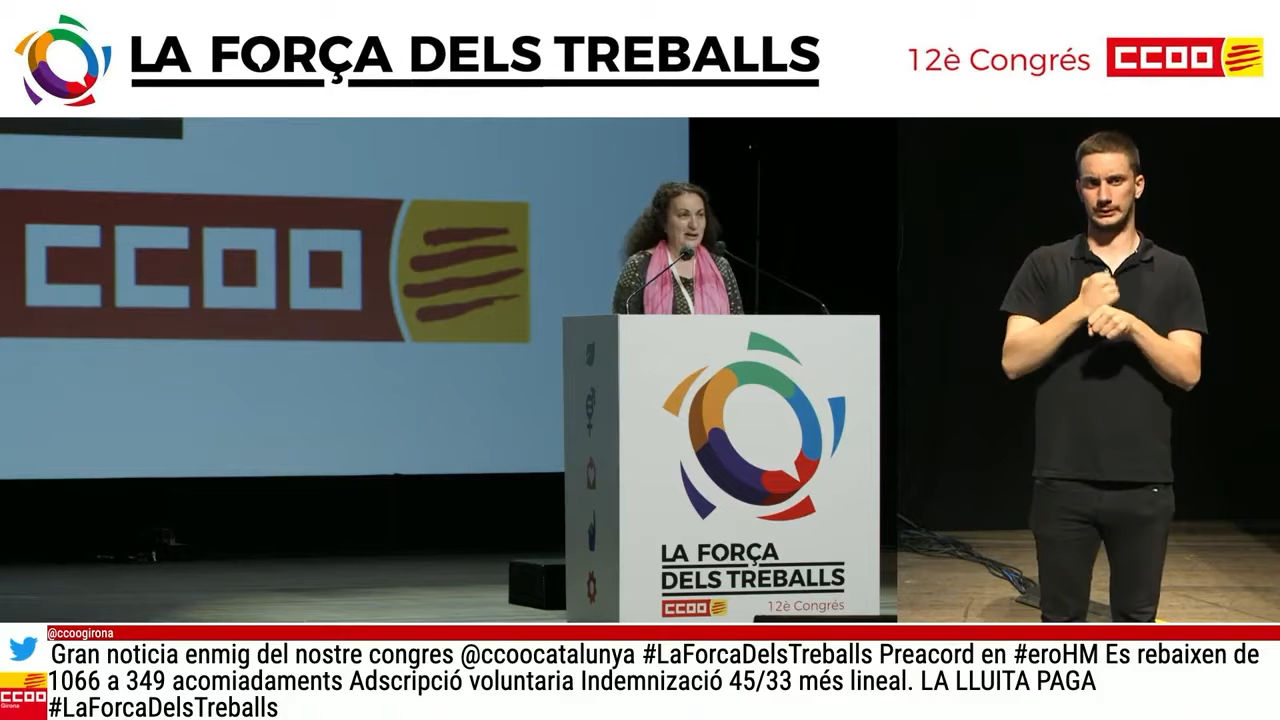 LA FORÇA DELS TREBALLS
12è Congrés
CCOO
CCOO
LA FORÇA
DELS TREBALLS
CCOO
12è Congrés
@ccoogirona
Gran noticia enmig del nostre congres @ccoocatalunya #LaForcaDelsTreballs Preacord en #eroHM Es rebaixen de
1066 a 349 acomiadaments Adscripció voluntaria Indemnizació 45/33 més lineal. LA LLUITA PAGA
#LaForcaDelsTreballs
CCOO
Girona